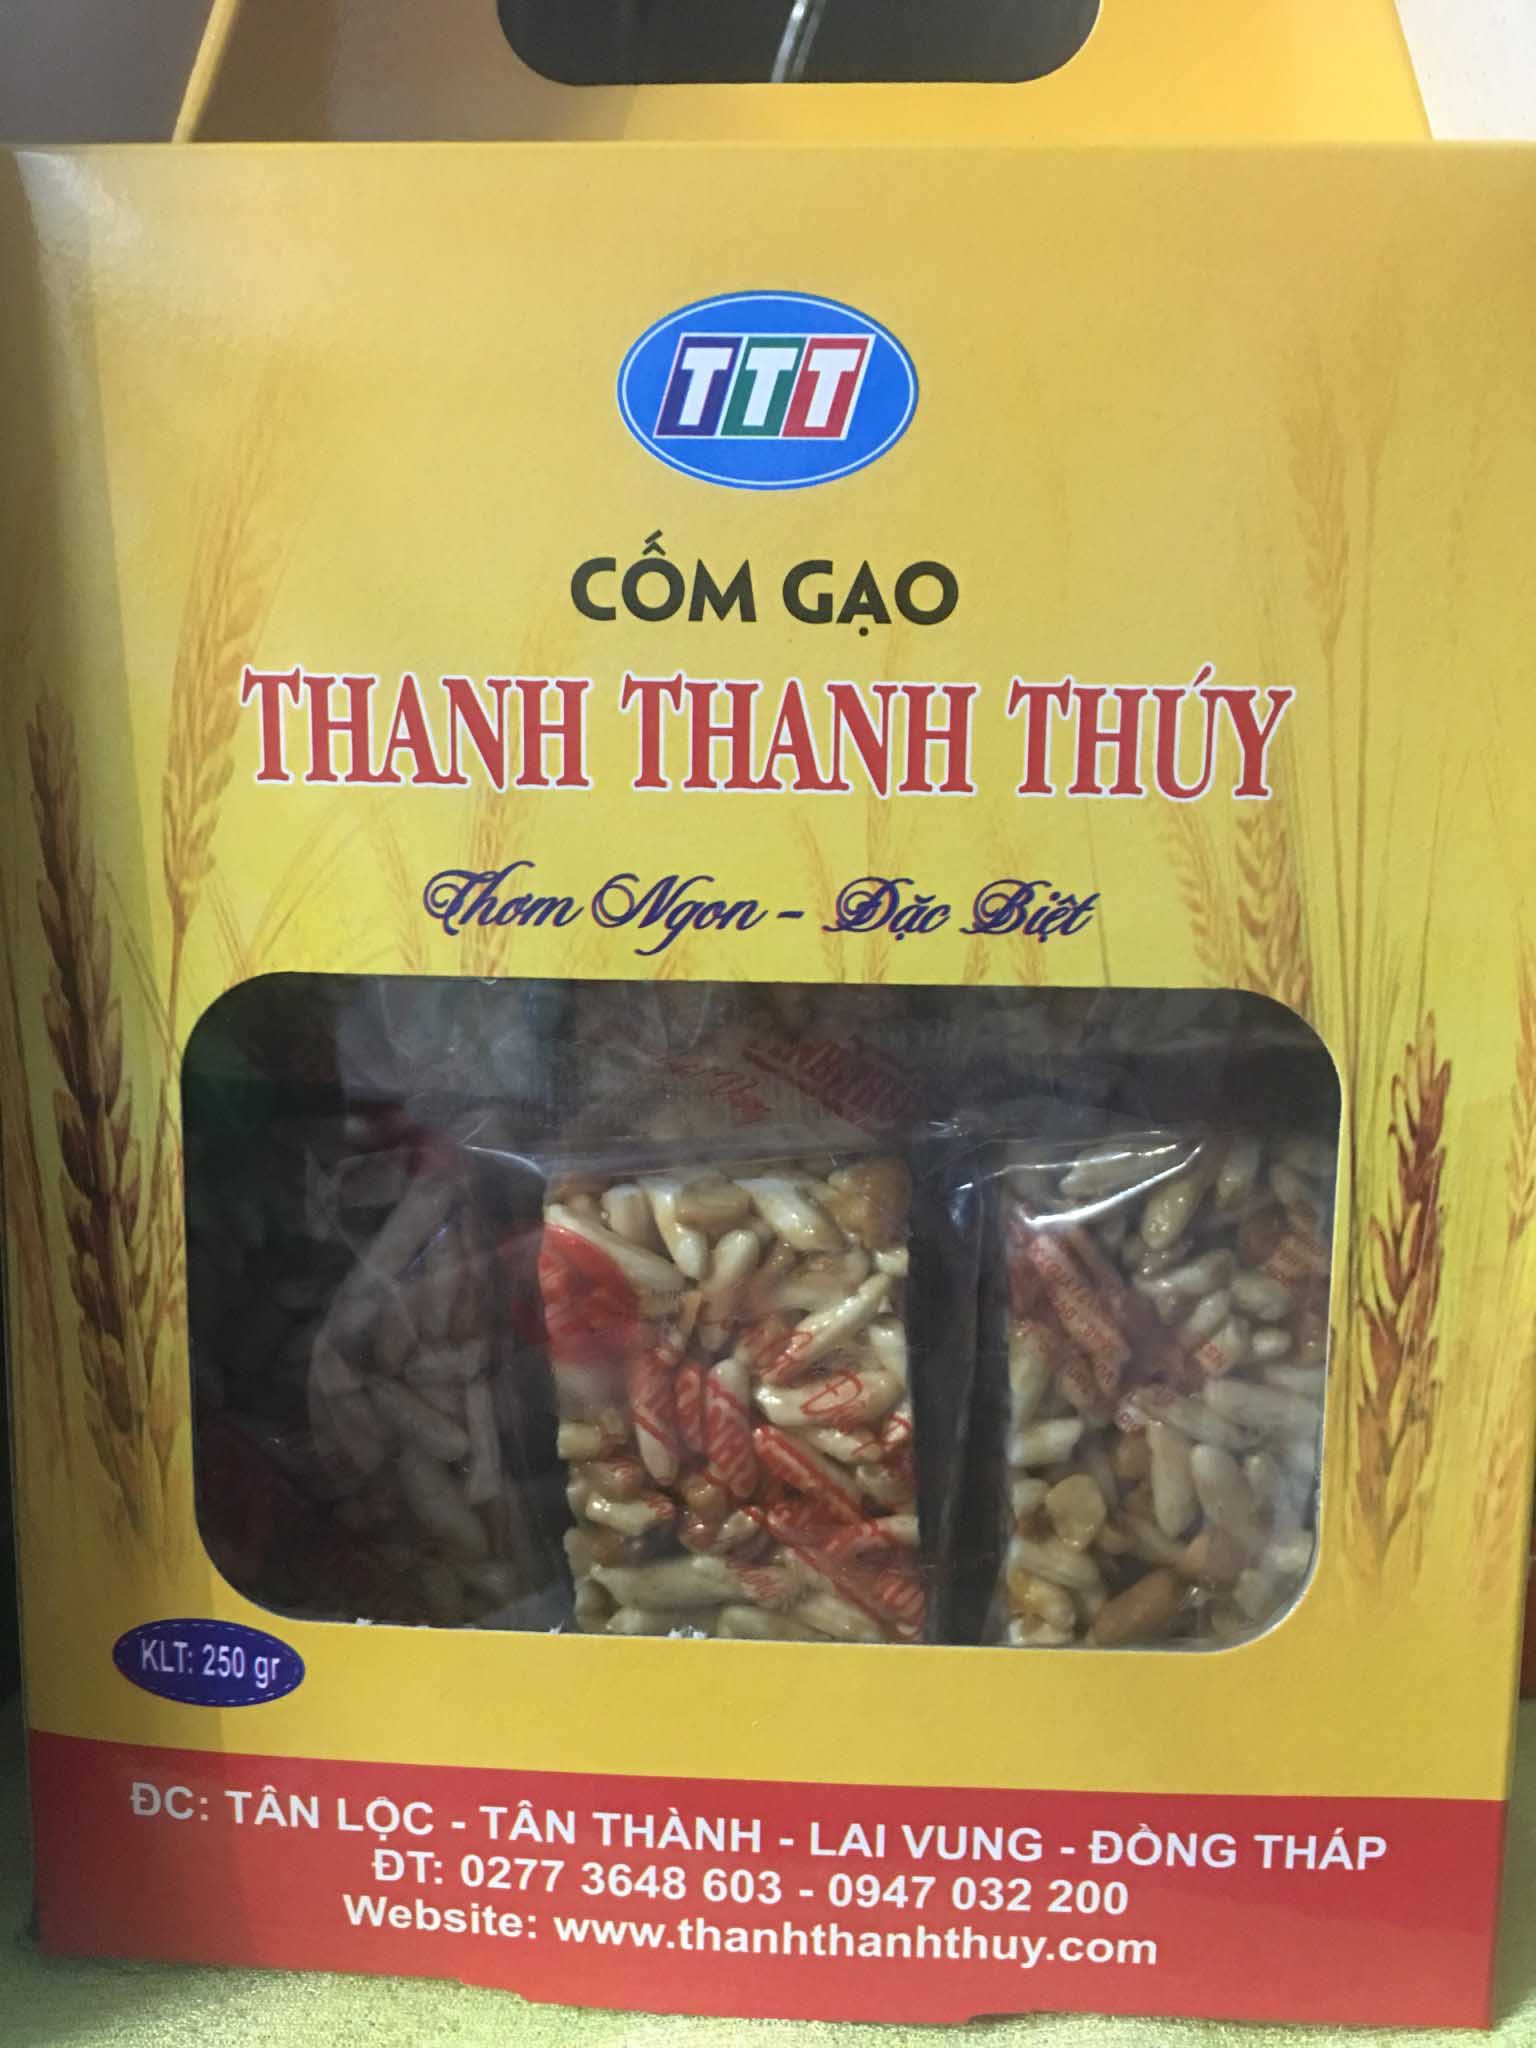 TTT
CỐM GẠO
THANH THANH THÚY
Thơm Ngon - Đặc Biệt
KLT: 250 gr
ĐC: TÂN LỘC - TÂN THÀNH - LAI VUNG - ĐỒNG THÁP
ĐT: 0277 3648 603 - 0947 032 200
Website: www.thanhthanhthuy.com